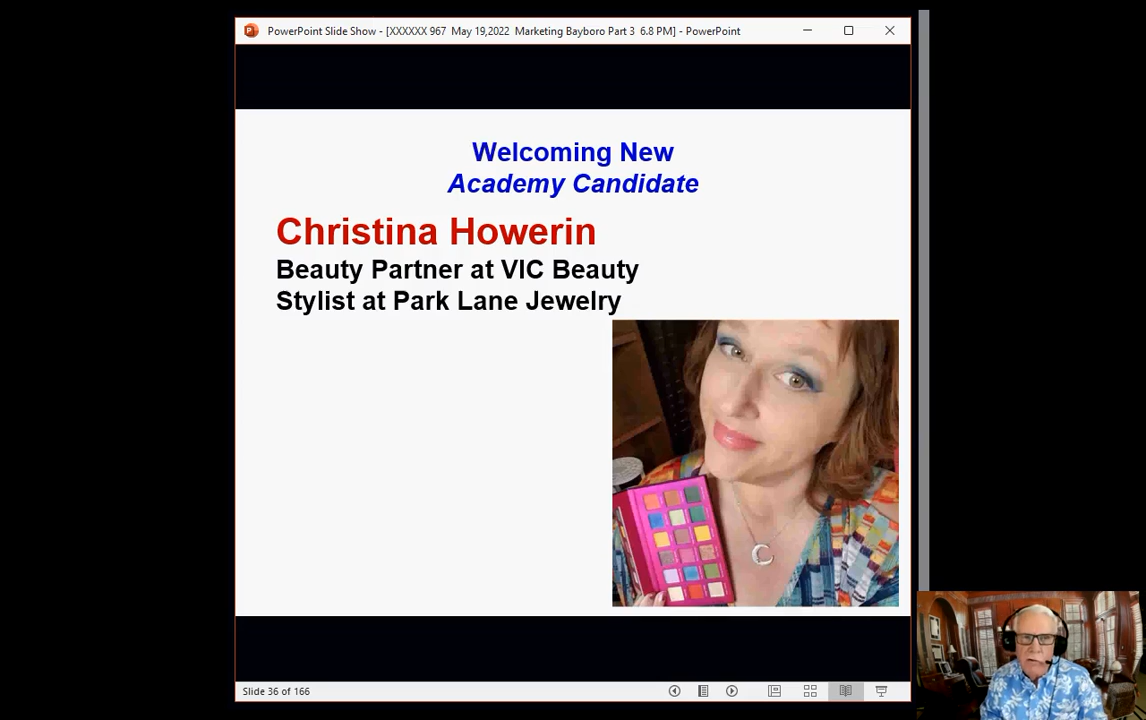 PowerPoint Slide Show - [XXXXXX 967  May 19,2022  Marketing Bayboro Part 3  6.8 PM] - PowerPoint
Welcoming New
Academy Candidate
Christina Howerin
Beauty Partner at VIC Beauty
Stylist at Park Lane Jewelry
Slide 36 of 166